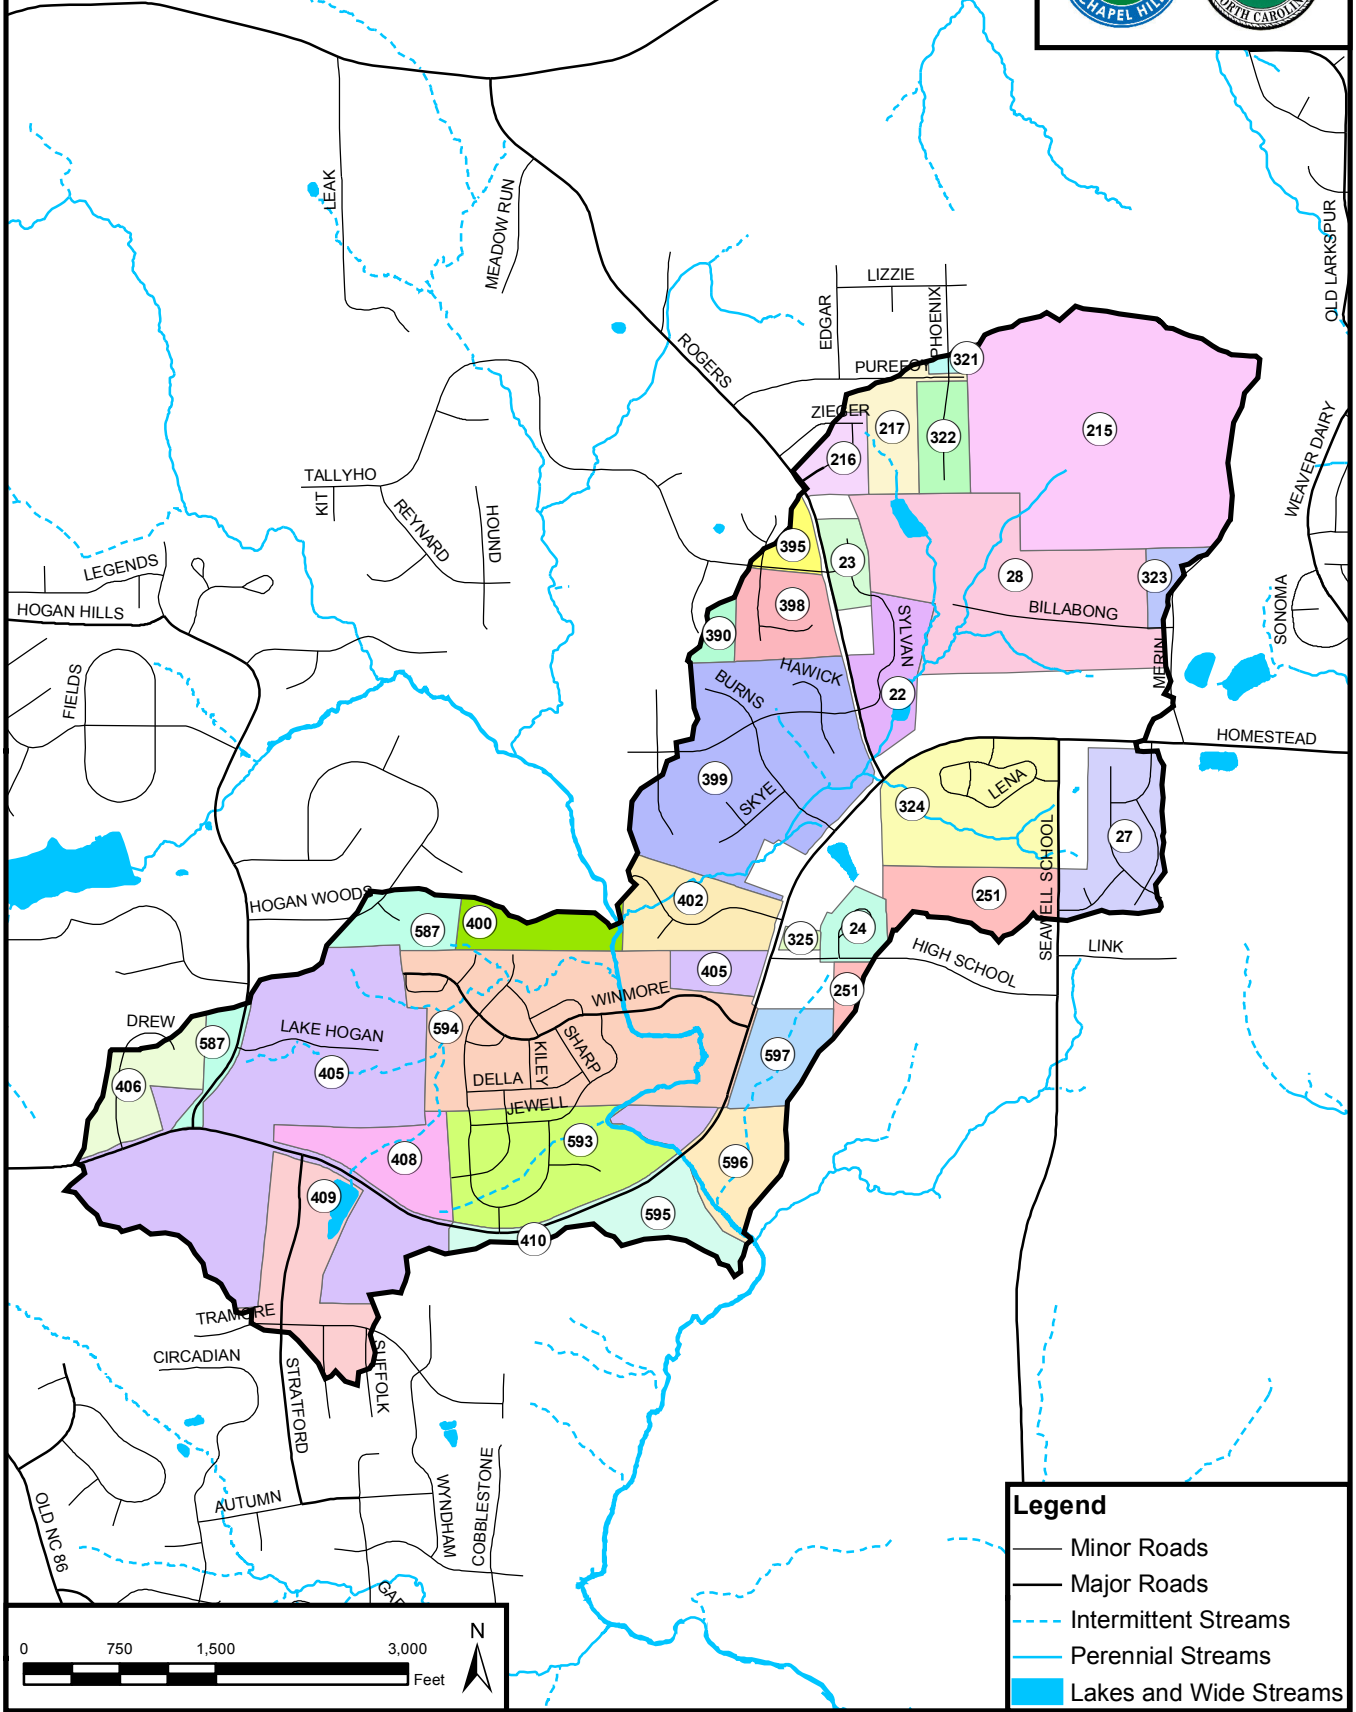 CHAPEL HILL
NORTH CAROLINA
LEAK
MEADOW RUN
OLD LARKSPUR
LIZZIE
EDGAR
PHOENIX
ROGERS
PUREFOY
321
ZIEGER
217
322
215
216
WEAVER DAIRY
TALLYHO
KIT
REYNARD
HOUND
395
23
28
323
LEGENDS
HOGAN HILLS
398
BILLABONG
SONOMA
390
SYLVAN
MERIN
FIELDS
HAWICK
BURNS
22
HOMESTEAD
399
SKYE
LENA
324
27
SEAWELL SCHOOL
HOGAN WOODS
402
251
587
400
325
24
HIGH SCHOOL
LINK
405
WINMORE
251
DREW
587
LAKE HOGAN
594
KILEY
SHARP
597
405
406
DELLA
JEWELL
593
408
596
409
595
410
TRAMORE
CIRCADIAN
STRATFORD
SUFFOLK
AUTUMN
WYNDHAM
COBBLESTONE
OLD NC 86
Legend
Minor Roads
Major Roads
Intermittent Streams
Perennial Streams
Lakes and Wide Streams
0 750 1,500 3,000
Feet
N